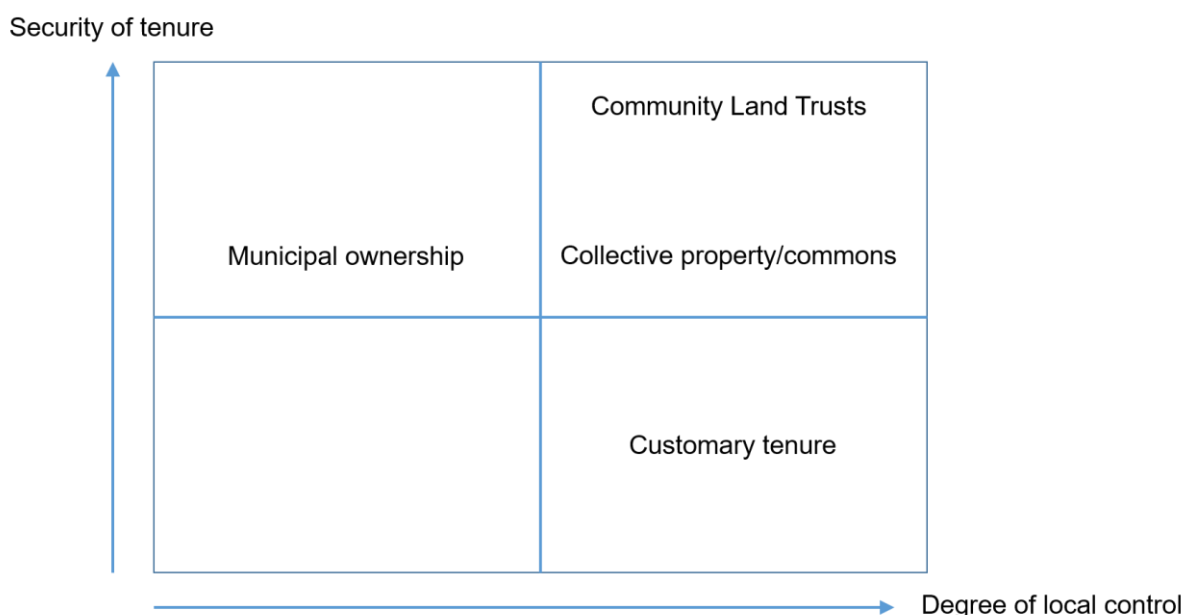 Security of tenure
Community Land Trusts
Municipal ownership
Collective property/commons
Customary tenure
Degree of local control